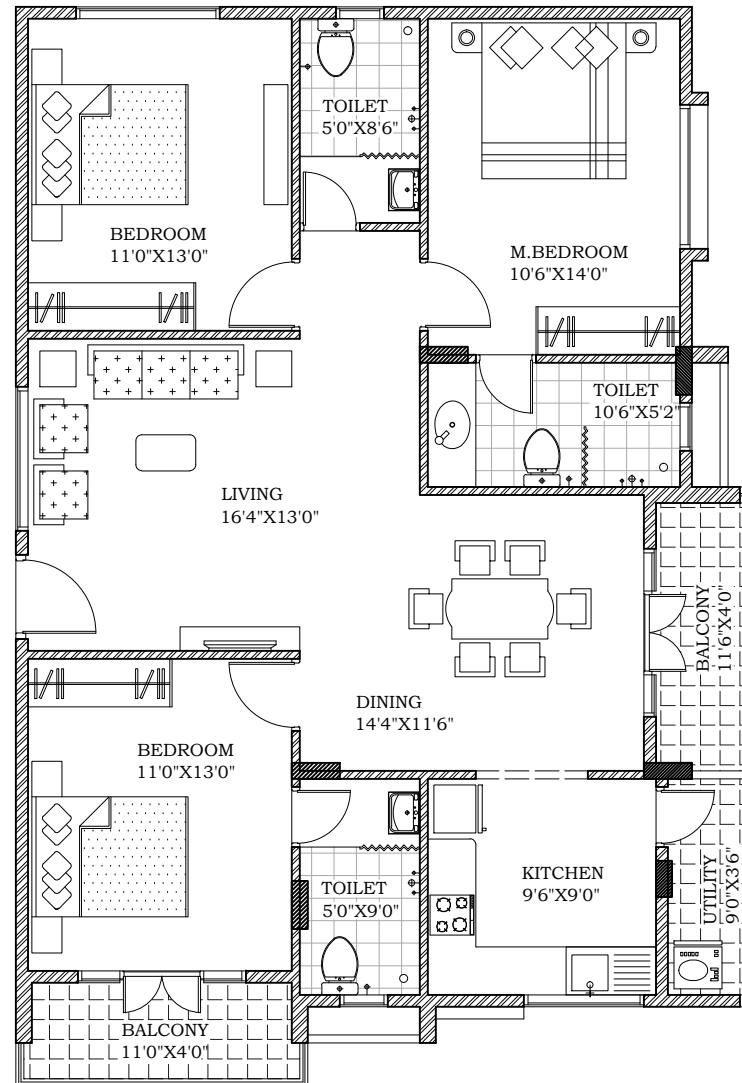 TOILET
5'0"X8'6"
BEDROOM
11'0"X13'0"
M.BEDROOM
10'6"X14'0"
TOILET
10'6"X5'2"
LIVING
16'4"X13'0"
BALCONY
11'6"X4'0"
DINING
14'4"X11'6"
BEDROOM
11'0"X13'0"
TOILET
5'0"X9'0"
KITCHEN
9'6"X9'0"
UTILITY
9'0"X3'6"
BALCONY
11'0"X4'0"